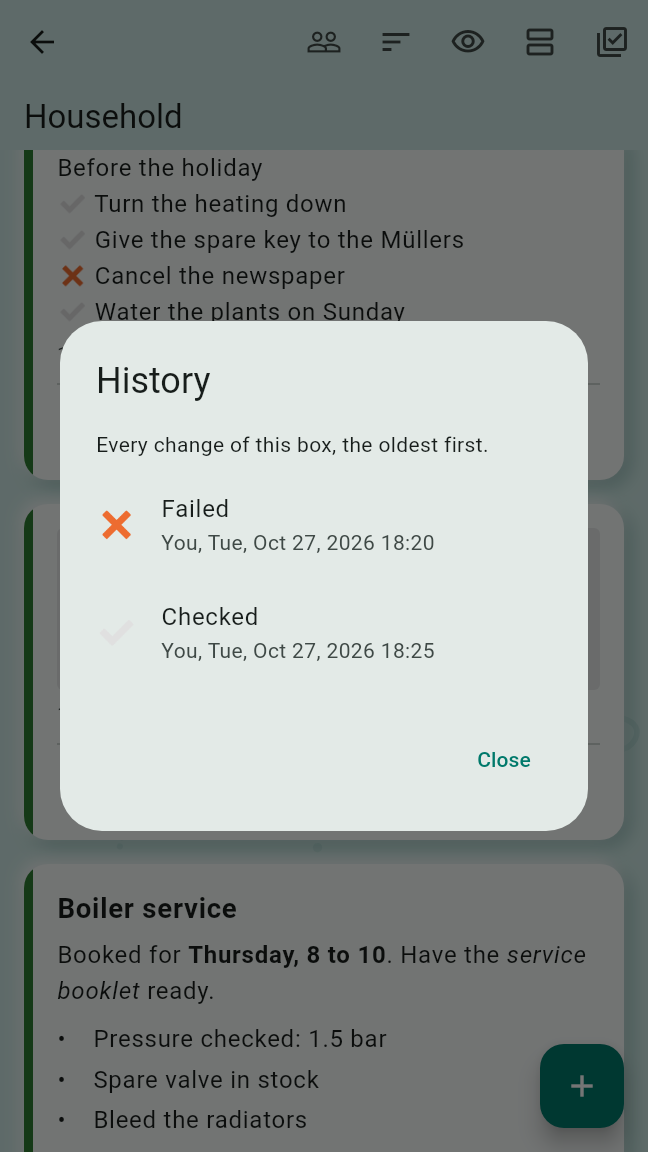 Household
Before the holiday
Turn the heating down
Give the spare key to the Müllers
Cancel the newspaper
Water the plants on Sunday
History
Every change of this box, the oldest first.
Failed
You, Tue, Oct 27, 2026 18:20
Checked
You, Tue, Oct 27, 2026 18:25
Close
Boiler service
Booked for Thursday, 8 to 10. Have the service
booklet ready.
• Pressure checked: 1.5 bar
• Spare valve in stock
• Bleed the radiators